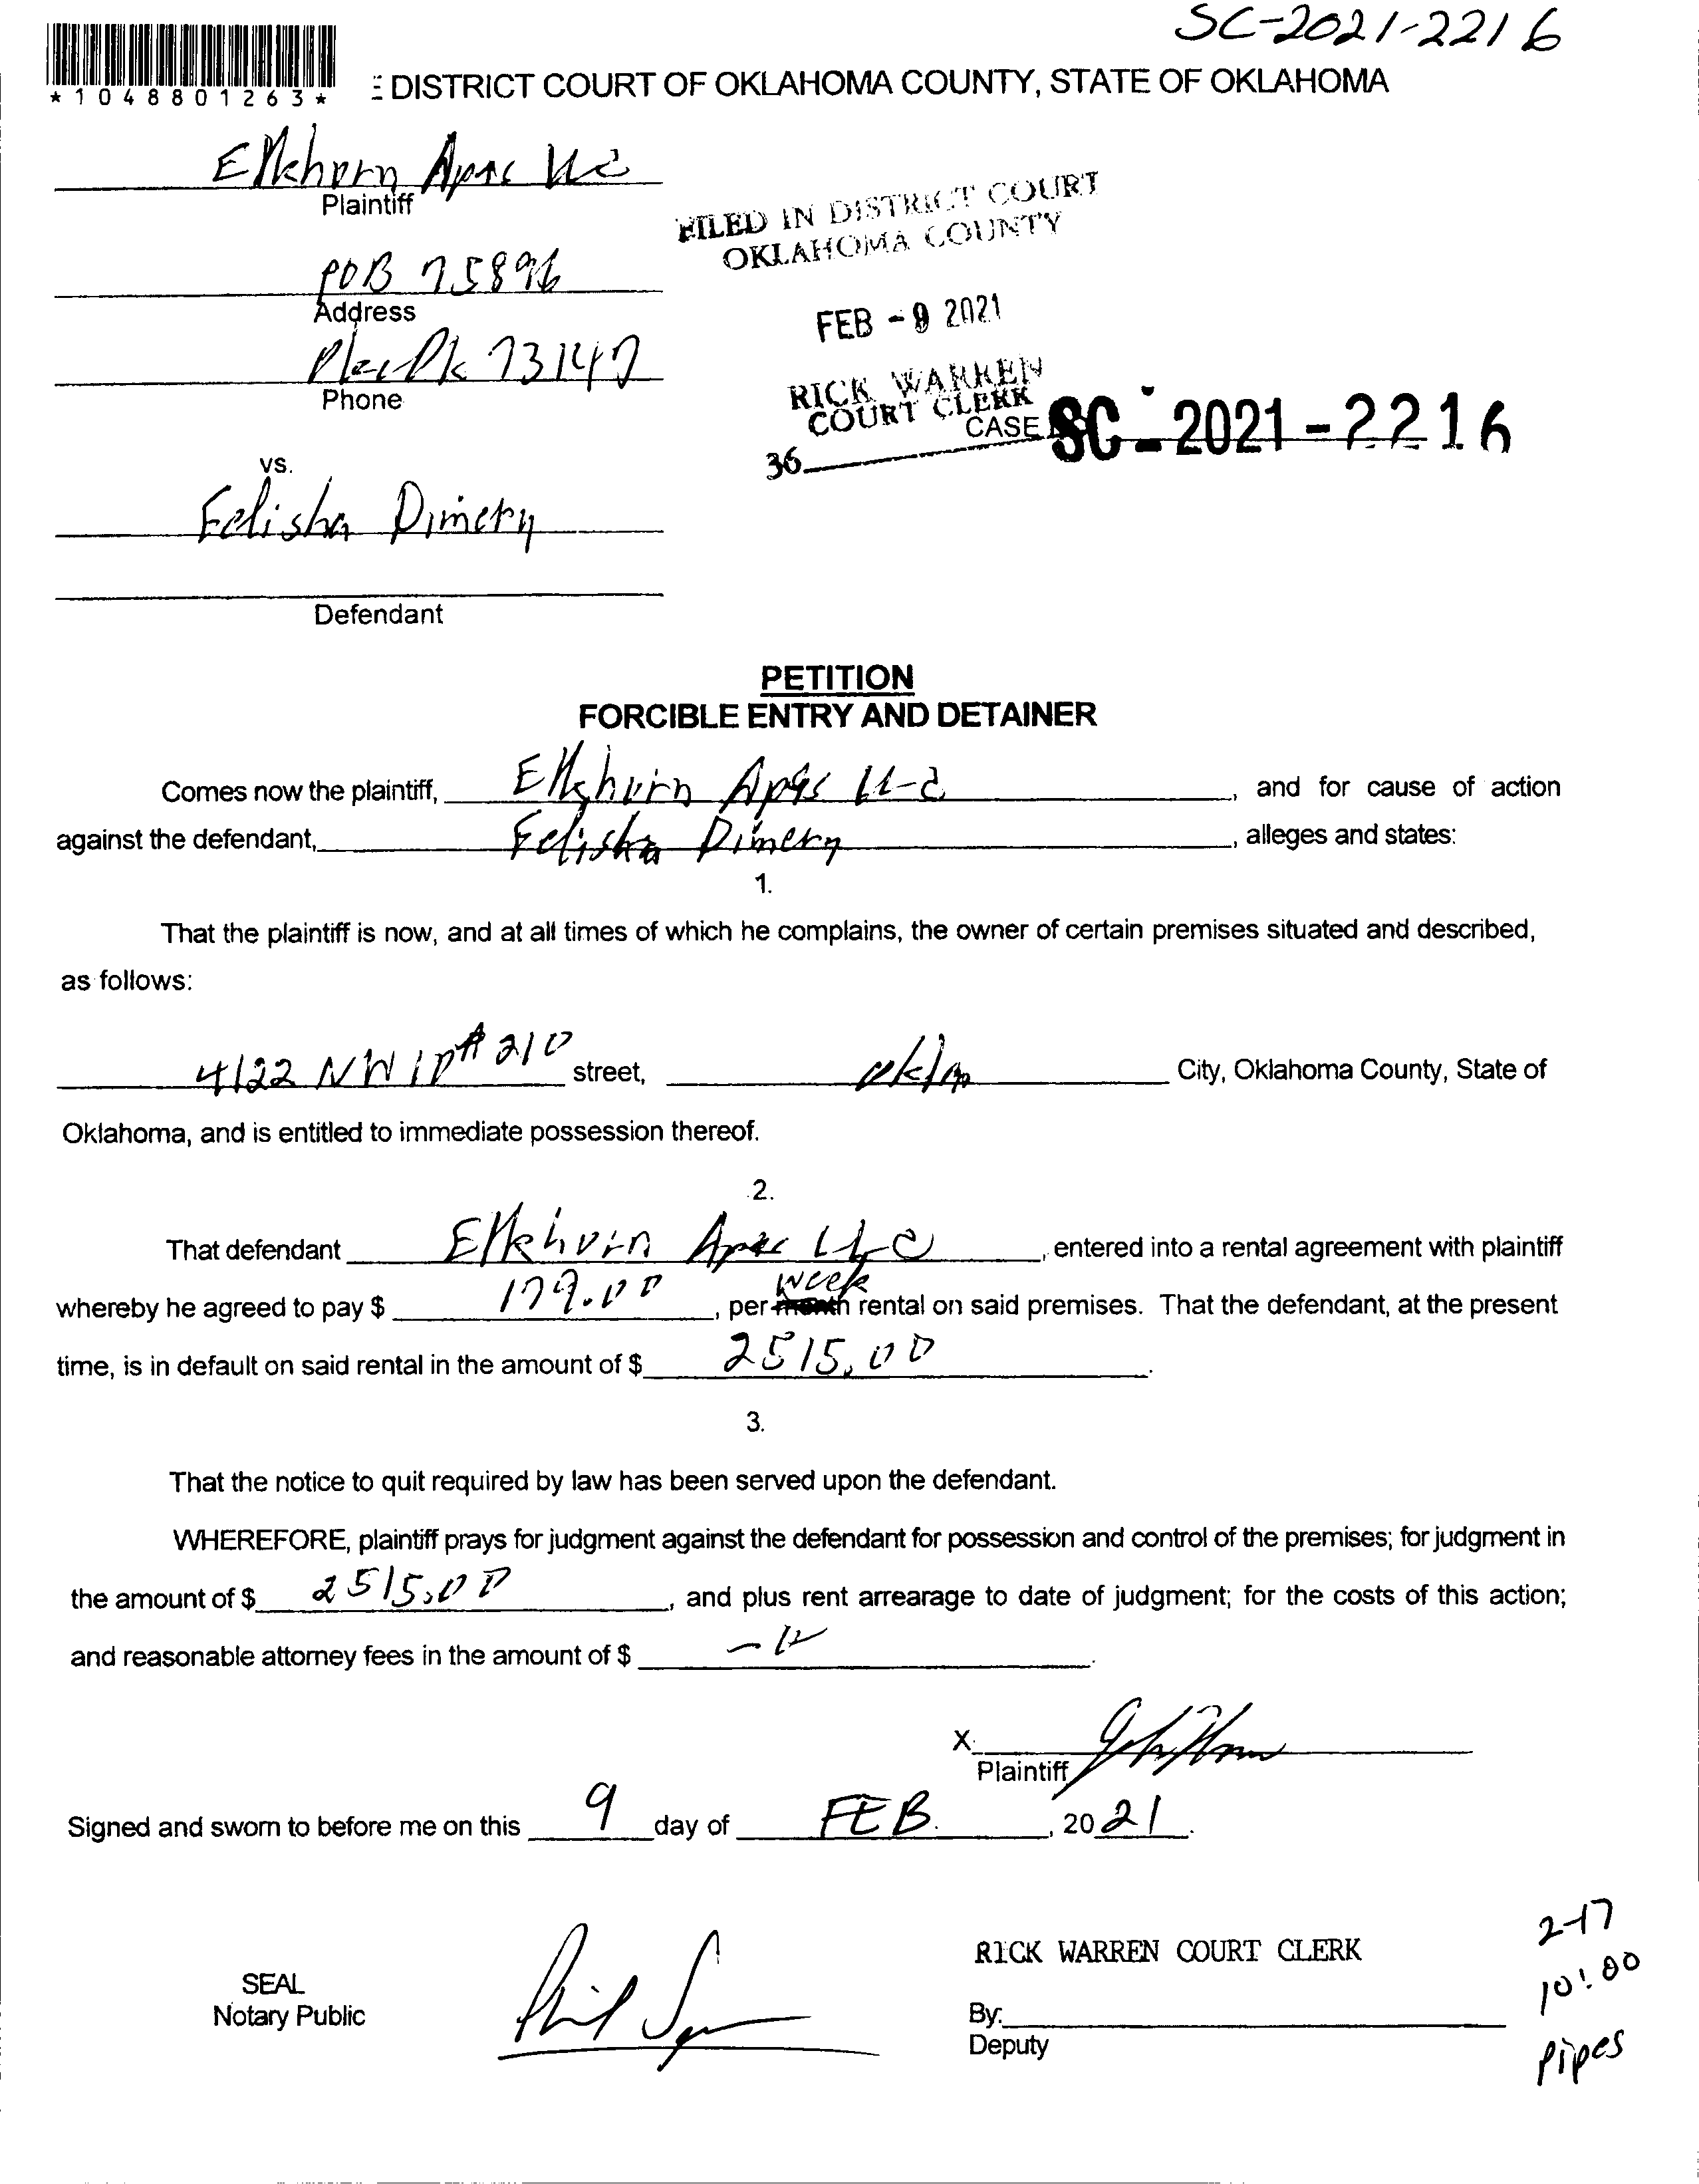 SC-2021-2216
*1048801263*
DISTRICT COURT OF OKLAHOMA COUNTY, STATE OF OKLAHOMA
Elkhorn Apts LLC
Plaintiff
FILED IN DISTRICT COURT
OKLAHOMA COUNTY
POB 75896
Address
FEB - 9 2021
73147
Phone
RICK WARREN
COURT CLERK
CASE SC - 2021 - 2216
36
vs.
Felisha Dimery
Defendant
PETITION
FORCIBLE ENTRY AND DETAINER
Comes now the plaintiff, Elkhorn Apts LLC, and for cause of action
against the defendant, Felisha Dimery, alleges and states:
1.
That the plaintiff is now, and at all times of which he complains, the owner of certain premises situated and described,
as follows:
4122 NW 10 # 210 street, okla City, Oklahoma County, State of
Oklahoma, and is entitled to immediate possession thereof.
2.
That defendant Elkhorn Apts LLC, entered into a rental agreement with plaintiff
week
whereby he agreed to pay $ 179.00, per month rental on said premises. That the defendant, at the present
time, is in default on said rental in the amount of $ 2515.00.
3.
That the notice to quit required by law has been served upon the defendant.
WHEREFORE, plaintiff prays for judgment against the defendant for possession and control of the premises; for judgment in
the amount of $ 2515.00, and plus rent arrearage to date of judgment; for the costs of this action;
and reasonable attorney fees in the amount of $
X
Plaintiff
Signed and sworn to before me on this 9 day of FEB., 2021.
2-17
RICK WARREN COURT CLERK
10:00
SEAL
Notary Public
By:
Deputy
Pipes